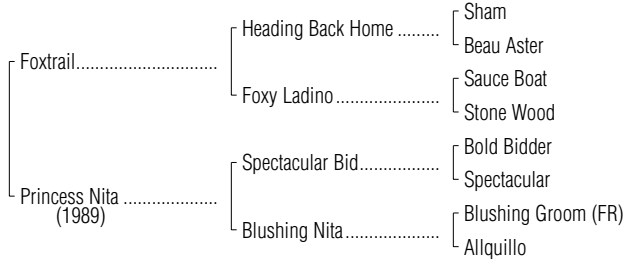 Sham
Heading Back Home .........
Beau Aster
Foxtrail..............................
Sauce Boat
Foxy Ladino......................
Stone Wood
Bold Bidder
Spectacular Bid.................
Spectacular
Princess Nita ....................
(1989)
Blushing Groom (FR)
Blushing Nita....................
Allquillo